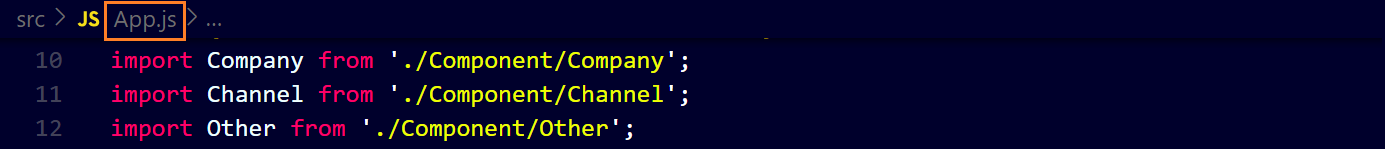 src > JS App.js > ...
10 import Company from './Component/Company';
11 import Channel from './Component/Channel';
12 import Other from './Component/Other';